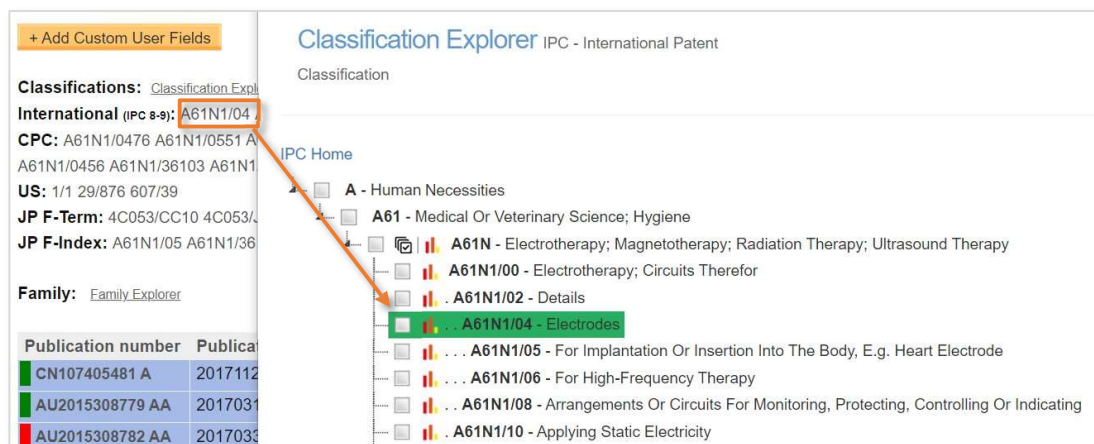 + Add Custom User Fields
Classifications: Classification Expl
International (IPC 8-9): A61N1/04
CPC: A61N1/0476 A61N1/0551 A
A61N1/0456 A61N1/36103 A61N1
US: 1/1 29/876 607/39
JP F-Term: 4C053/CC10 4C053/
JP F-Index: A61N1/05 A61N1/36
Family: Family Explorer
Publication number Publicat
CN107405481 A 2017112
AU2015308779 AA 2017031
AU2015308782 AA 2017033
Classification Explorer IPC - International Patent
Classification
IPC Home
A - Human Necessities
A61 - Medical Or Veterinary Science; Hygiene
A61N - Electrotherapy; Magnetotherapy; Radiation Therapy; Ultrasound Therapy
A61N1/00 - Electrotherapy; Circuits Therefor
. A61N1/02 - Details
. . A61N1/04 - Electrodes
. . . A61N1/05 - For Implantation Or Insertion Into The Body, E.g. Heart Electrode
. . . A61N1/06 - For High-Frequency Therapy
. . A61N1/08 - Arrangements Or Circuits For Monitoring, Protecting, Controlling Or Indicating
. A61N1/10 - Applying Static Electricity